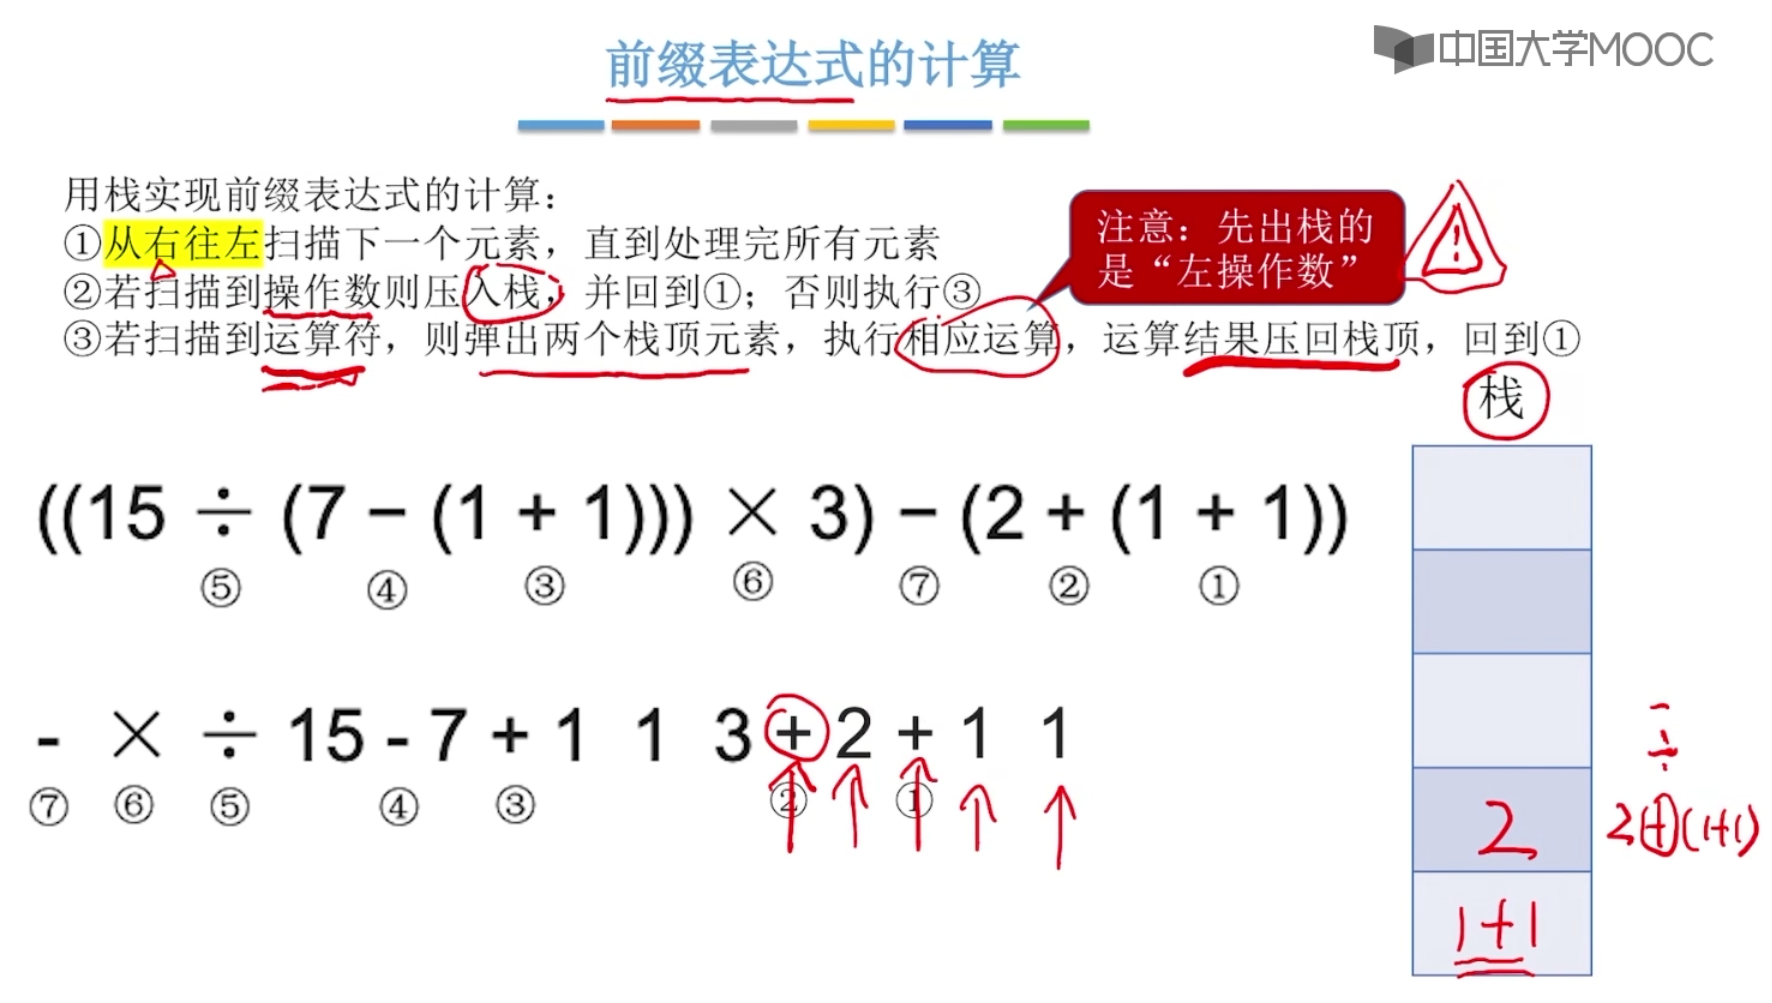 中国大学MOOC
前缀表达式的计算
用栈实现前缀表达式的计算：
①从右往左扫描下一个元素，直到处理完所有元素
②若扫描到操作数则压入栈，并回到①；否则执行③
③若扫描到运算符，则弹出两个栈顶元素，执行相应运算，运算结果压回栈顶，回到①
注意：先出栈的
是“左操作数”
!
栈
((15 ÷ (7 − (1 + 1))) × 3) − (2 + (1 + 1))
⑤ ④ ③ ⑥ ⑦ ② ①
- × ÷ 15 - 7 + 1 1 3 + 2 + 1 1
⑦ ⑥ ⑤ ④ ③ ② ①
-
÷
2
2+(1+1)
1+1